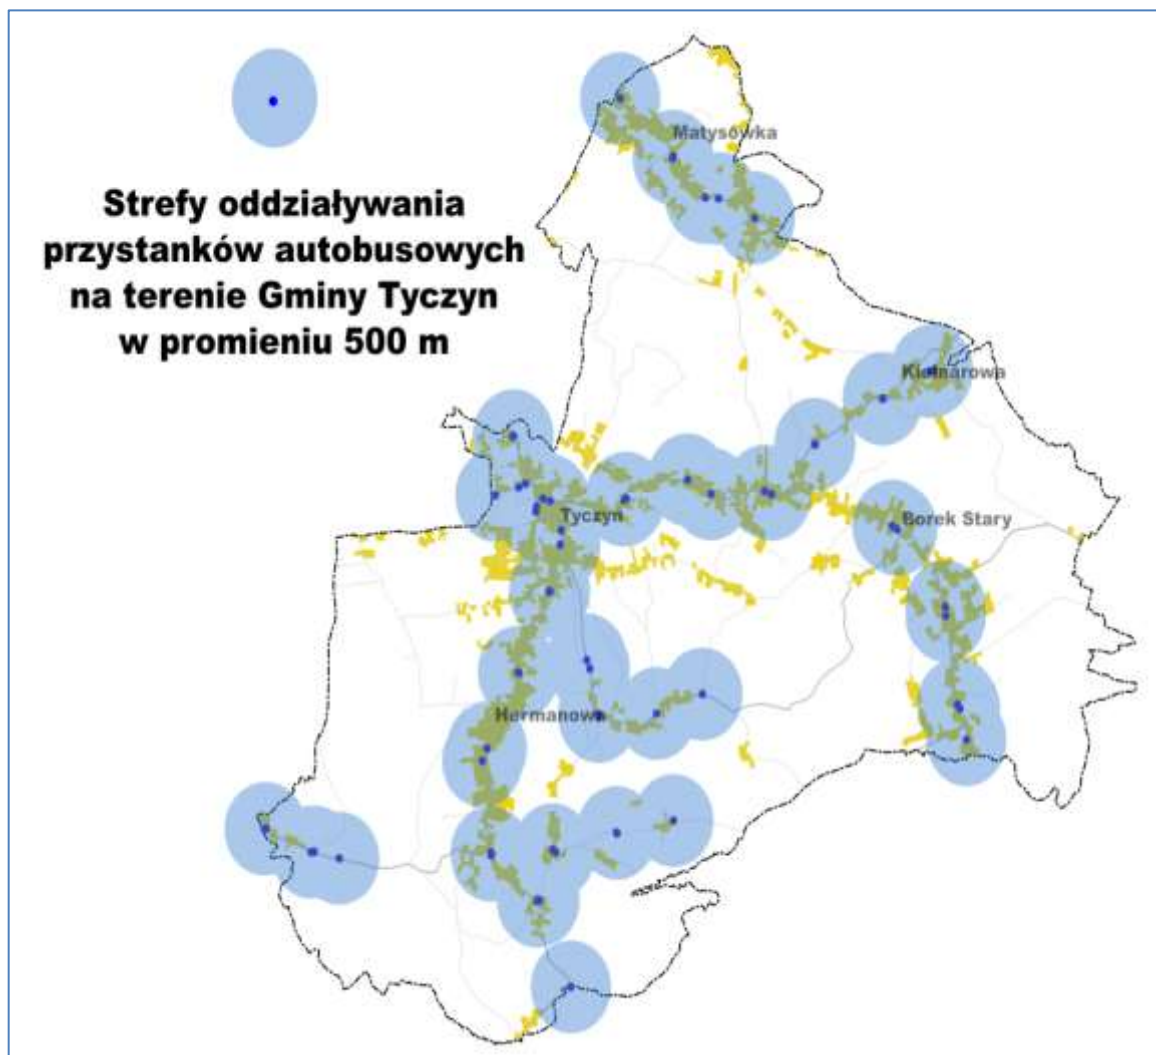 Strefy oddziaływania
przystanków autobusowych
na terenie Gminy Tyczyn
w promieniu 500 m
Matysówka
Kielnarowa
Tyczyn
Borek Stary
Hermanowa